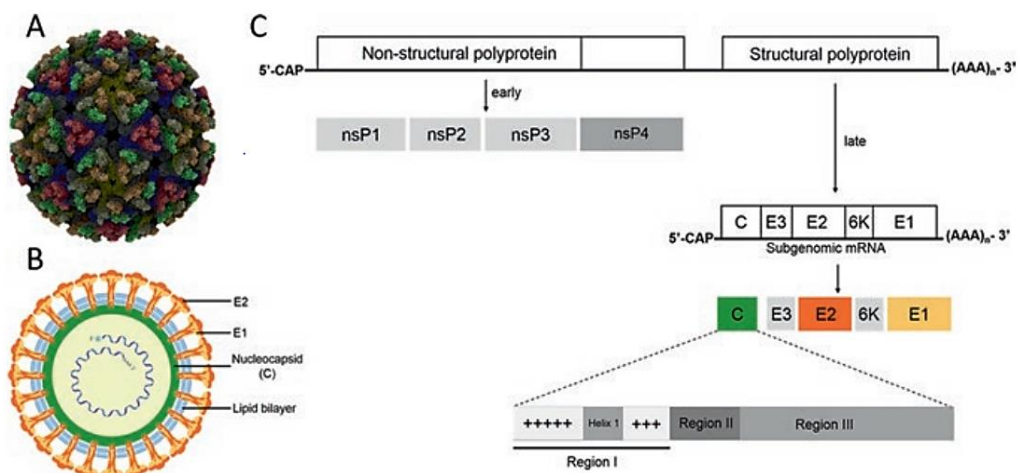 A
B
E2
E1
Nucleocapsid
(C)
Lipid bilayer
C
Non-structural polyprotein
Structural polyprotein
5'-CAP
(AAA)n- 3'
early
nsP1
nsP2
nsP3
nsP4
late
C
E3
E2
6K
E1
5'-CAP
(AAA)n- 3'
Subgenomic mRNA
C
E3
E2
6K
E1
+++++
Helix 1
+++
Region II
Region III
Region I